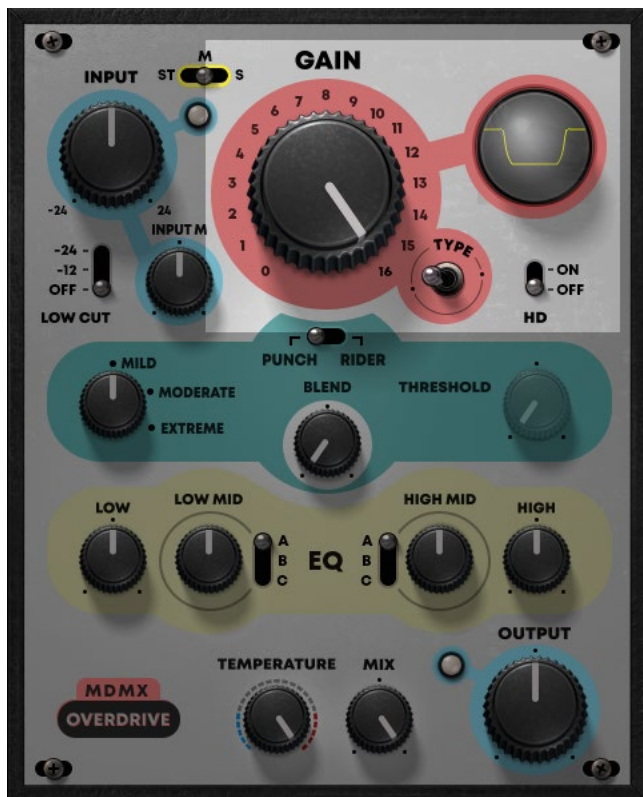 M
ST S
INPUT
GAIN
0 1 2 3 4 5 6 7 8 9 10 11 12 13 14 15 16
-24 24
INPUT M
-24
-12
OFF
LOW CUT
TYPE
ON
OFF
HD
PUNCH RIDER
MILD
MODERATE
EXTREME
BLEND
THRESHOLD
LOW
LOW MID
A
B
C
EQ
A
B
C
HIGH MID
HIGH
TEMPERATURE
MIX
OUTPUT
MDMX
OVERDRIVE